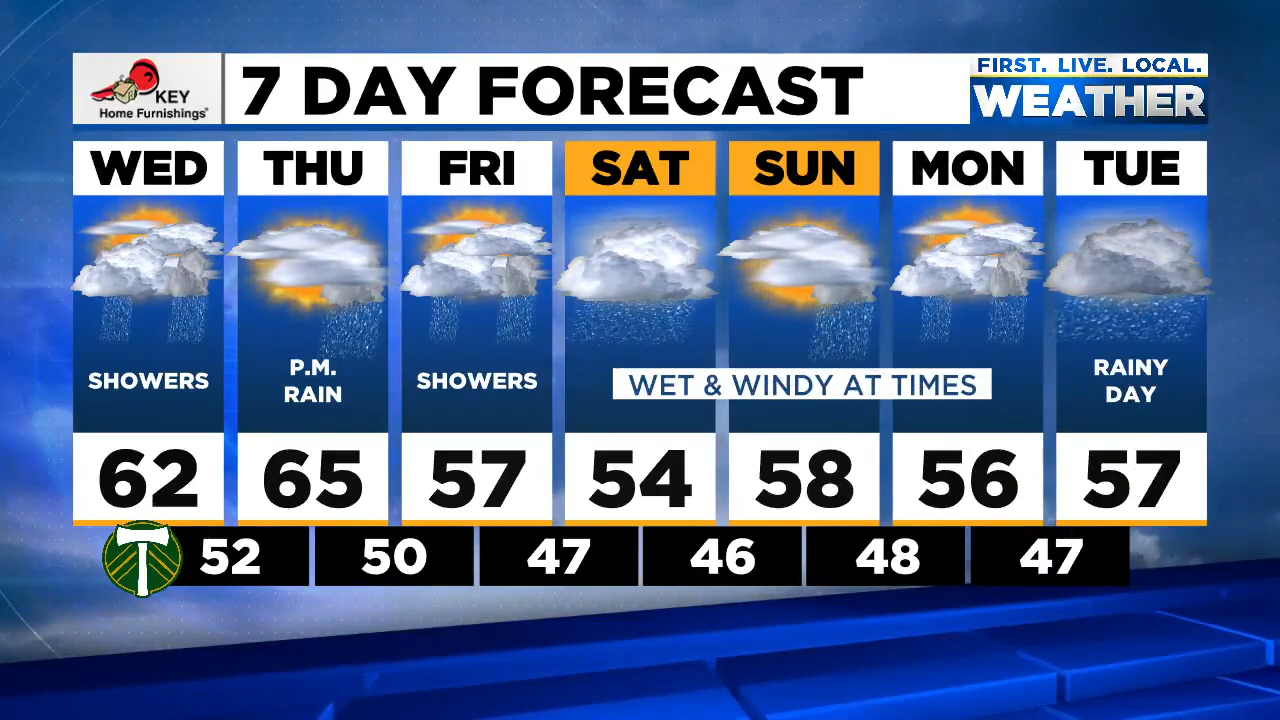 KEY
Home Furnishings
7 DAY FORECAST
FIRST. LIVE. LOCAL.
WEATHER
WED THU FRI SAT SUN MON TUE
SHOWERS
P.M.
RAIN
SHOWERS
WET & WINDY AT TIMES
RAINY
DAY
62 65 57 54 58 56 57
T 52 50 47 46 48 47